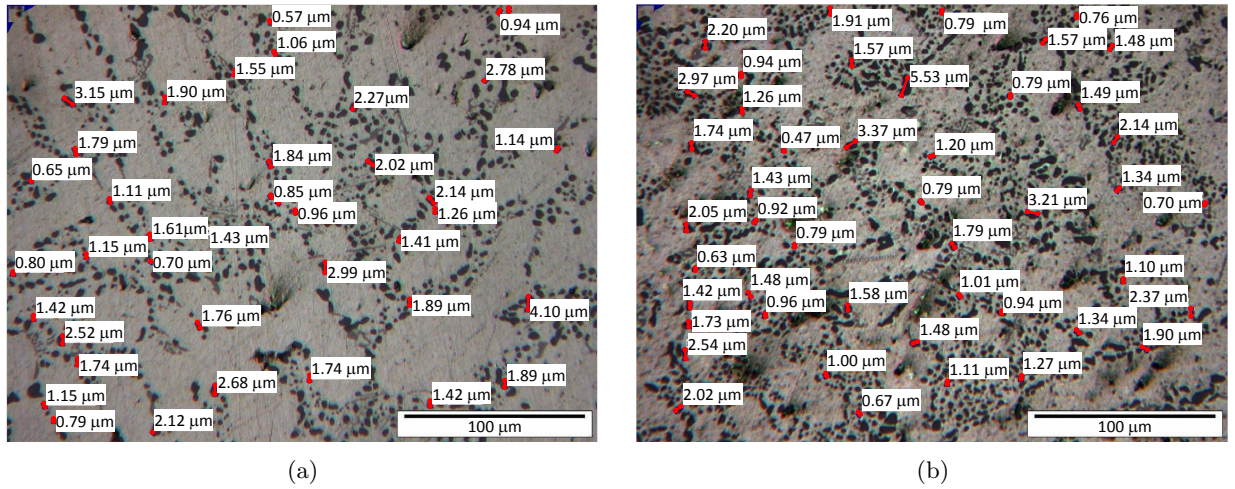 0.57 µm
0.94 µm
1.06 µm
1.55 µm
2.78 µm
3.15 µm
1.90 µm
2.27µm
1.14 µm
1.79 µm
1.84 µm
2.02 µm
0.65 µm
1.11 µm
0.85 µm
2.14 µm
0.96 µm
1.26 µm
1.61µm
1.43 µm
1.41 µm
1.15 µm
0.70 µm
0.80 µm
2.99 µm
1.42 µm
1.89 µm
4.10 µm
1.76 µm
2.52 µm
1.74 µm
1.74 µm
2.68 µm
1.89 µm
1.15 µm
1.42 µm
0.79 µm
2.12 µm
100 µm
(a)
1.91 µm
0.79 µm
0.76 µm
2.20 µm
1.57 µm
1.57 µm
1.48 µm
0.94 µm
2.97 µm
5.53 µm
0.79 µm
1.26 µm
1.49 µm
1.74 µm
0.47 µm
3.37 µm
1.20 µm
2.14 µm
1.43 µm
0.79 µm
1.34 µm
2.05 µm
0.92 µm
3.21 µm
0.70 µm
0.79 µm
1.79 µm
0.63 µm
1.48 µm
1.01 µm
1.10 µm
1.42 µm
0.96 µm
1.58 µm
0.94 µm
2.37 µm
1.73 µm
1.48 µm
1.34 µm
1.90 µm
2.54 µm
1.00 µm
1.11 µm
1.27 µm
2.02 µm
0.67 µm
100 µm
(b)